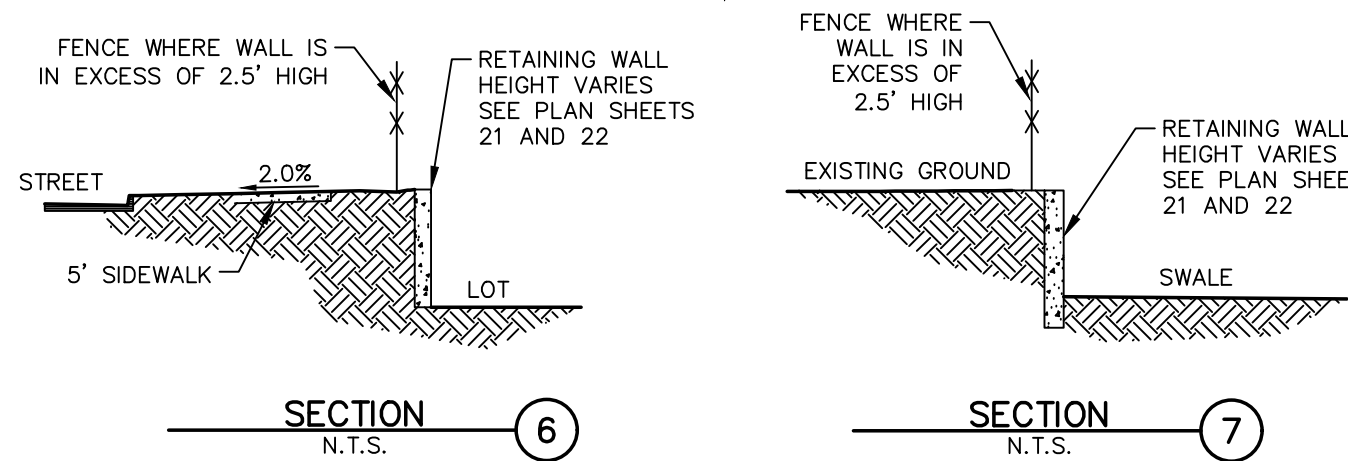 FENCE WHERE WALL IS
IN EXCESS OF 2.5' HIGH
RETAINING WALL
HEIGHT VARIES
SEE PLAN SHEETS
21 AND 22
STREET
2.0%
5' SIDEWALK
LOT
SECTION
N.T.S.
6
FENCE WHERE
WALL IS IN
EXCESS OF
2.5' HIGH
EXISTING GROUND
RETAINING WALL
HEIGHT VARIES
SEE PLAN SHEE
21 AND 22
SWALE
SECTION
N.T.S.
7